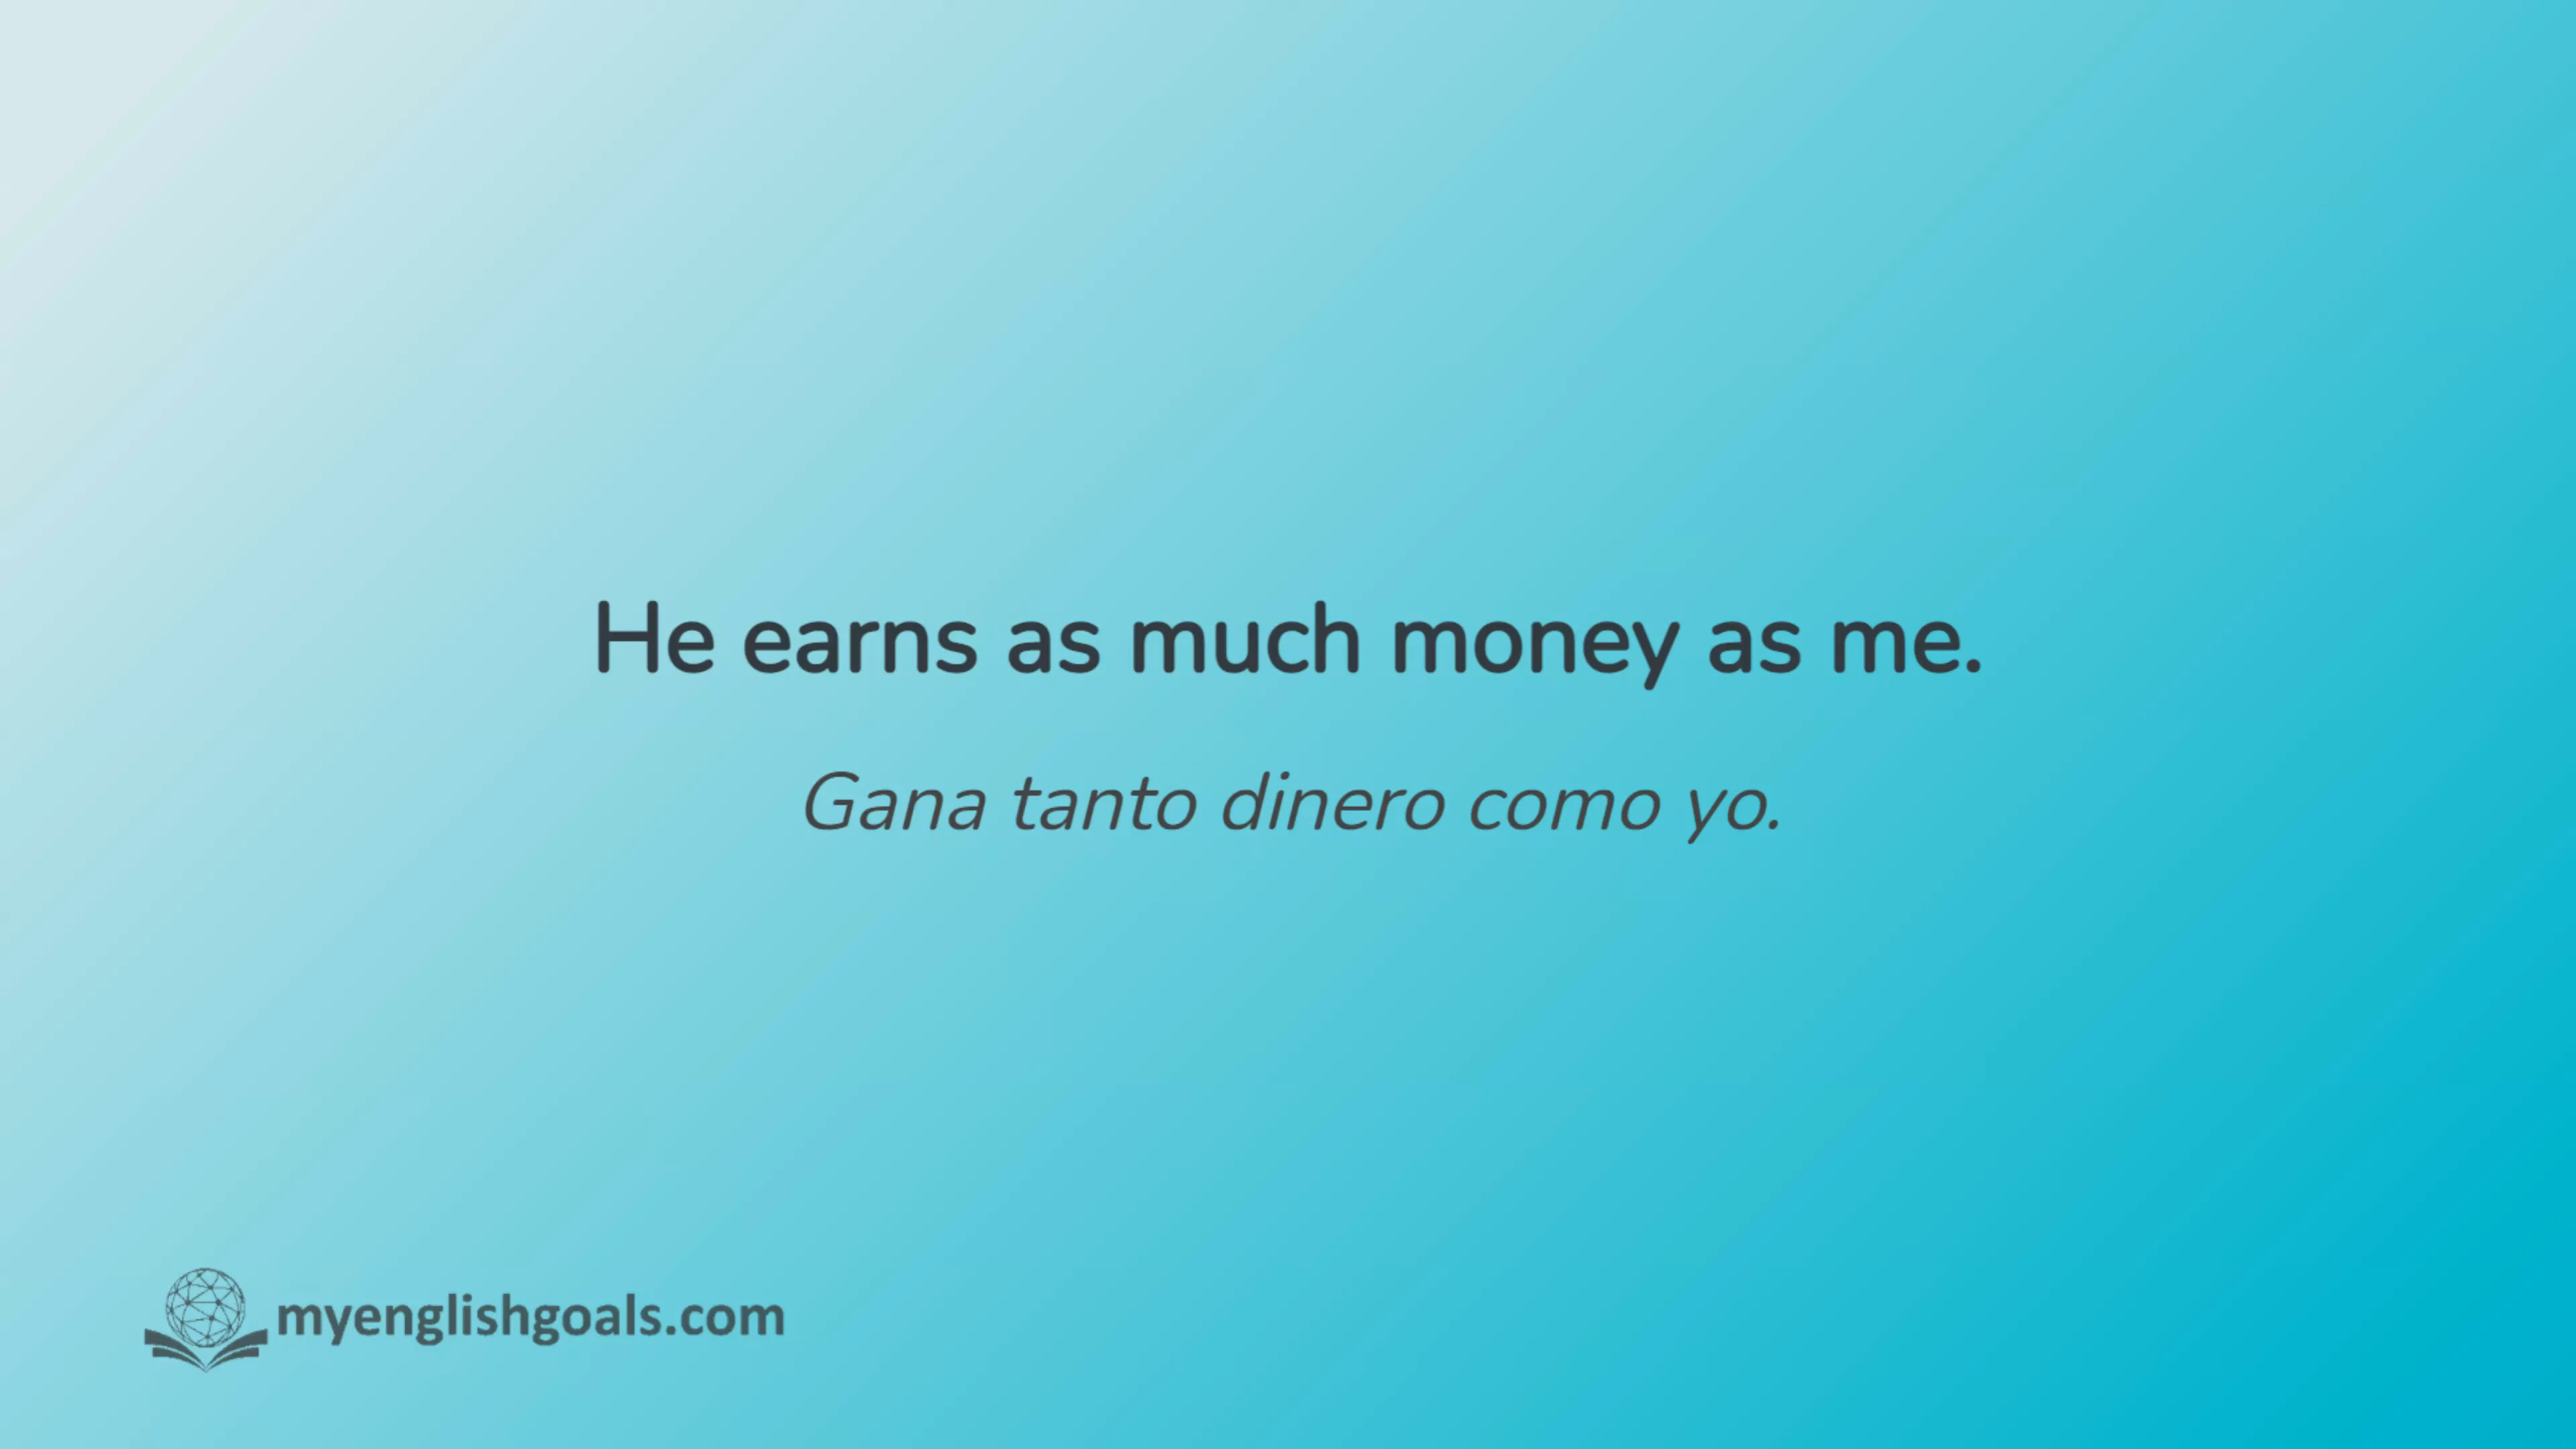 He earns as much money as me.
Gana tanto dinero como yo.
myenglishgoals.com